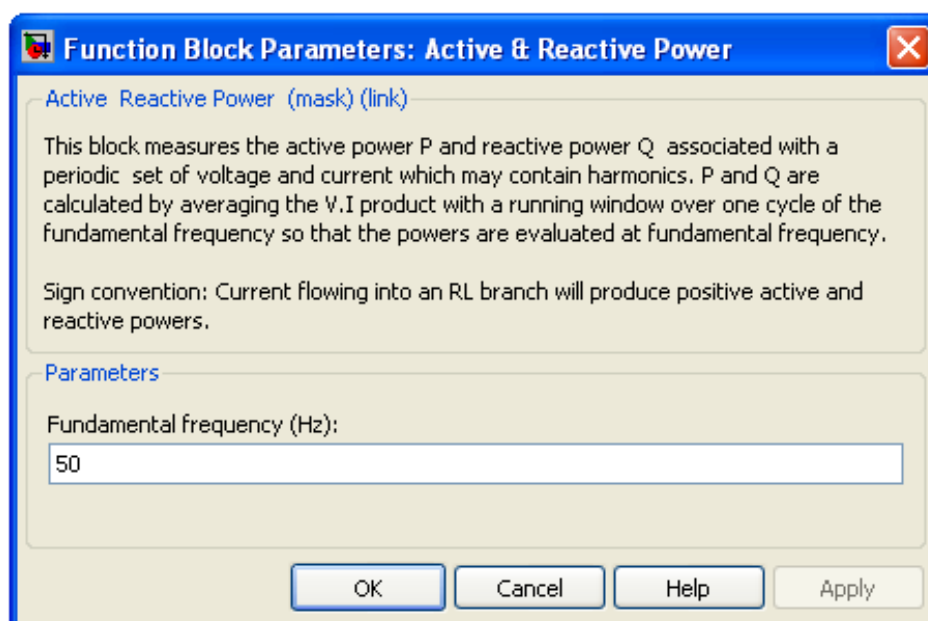 Function Block Parameters: Active & Reactive Power
Active Reactive Power (mask) (link)
This block measures the active power P and reactive power Q associated with a
periodic set of voltage and current which may contain harmonics. P and Q are
calculated by averaging the V.I product with a running window over one cycle of the
fundamental frequency so that the powers are evaluated at fundamental frequency.
Sign convention: Current flowing into an RL branch will produce positive active and
reactive powers.
Parameters
Fundamental frequency (Hz):
50
OK Cancel Help Apply